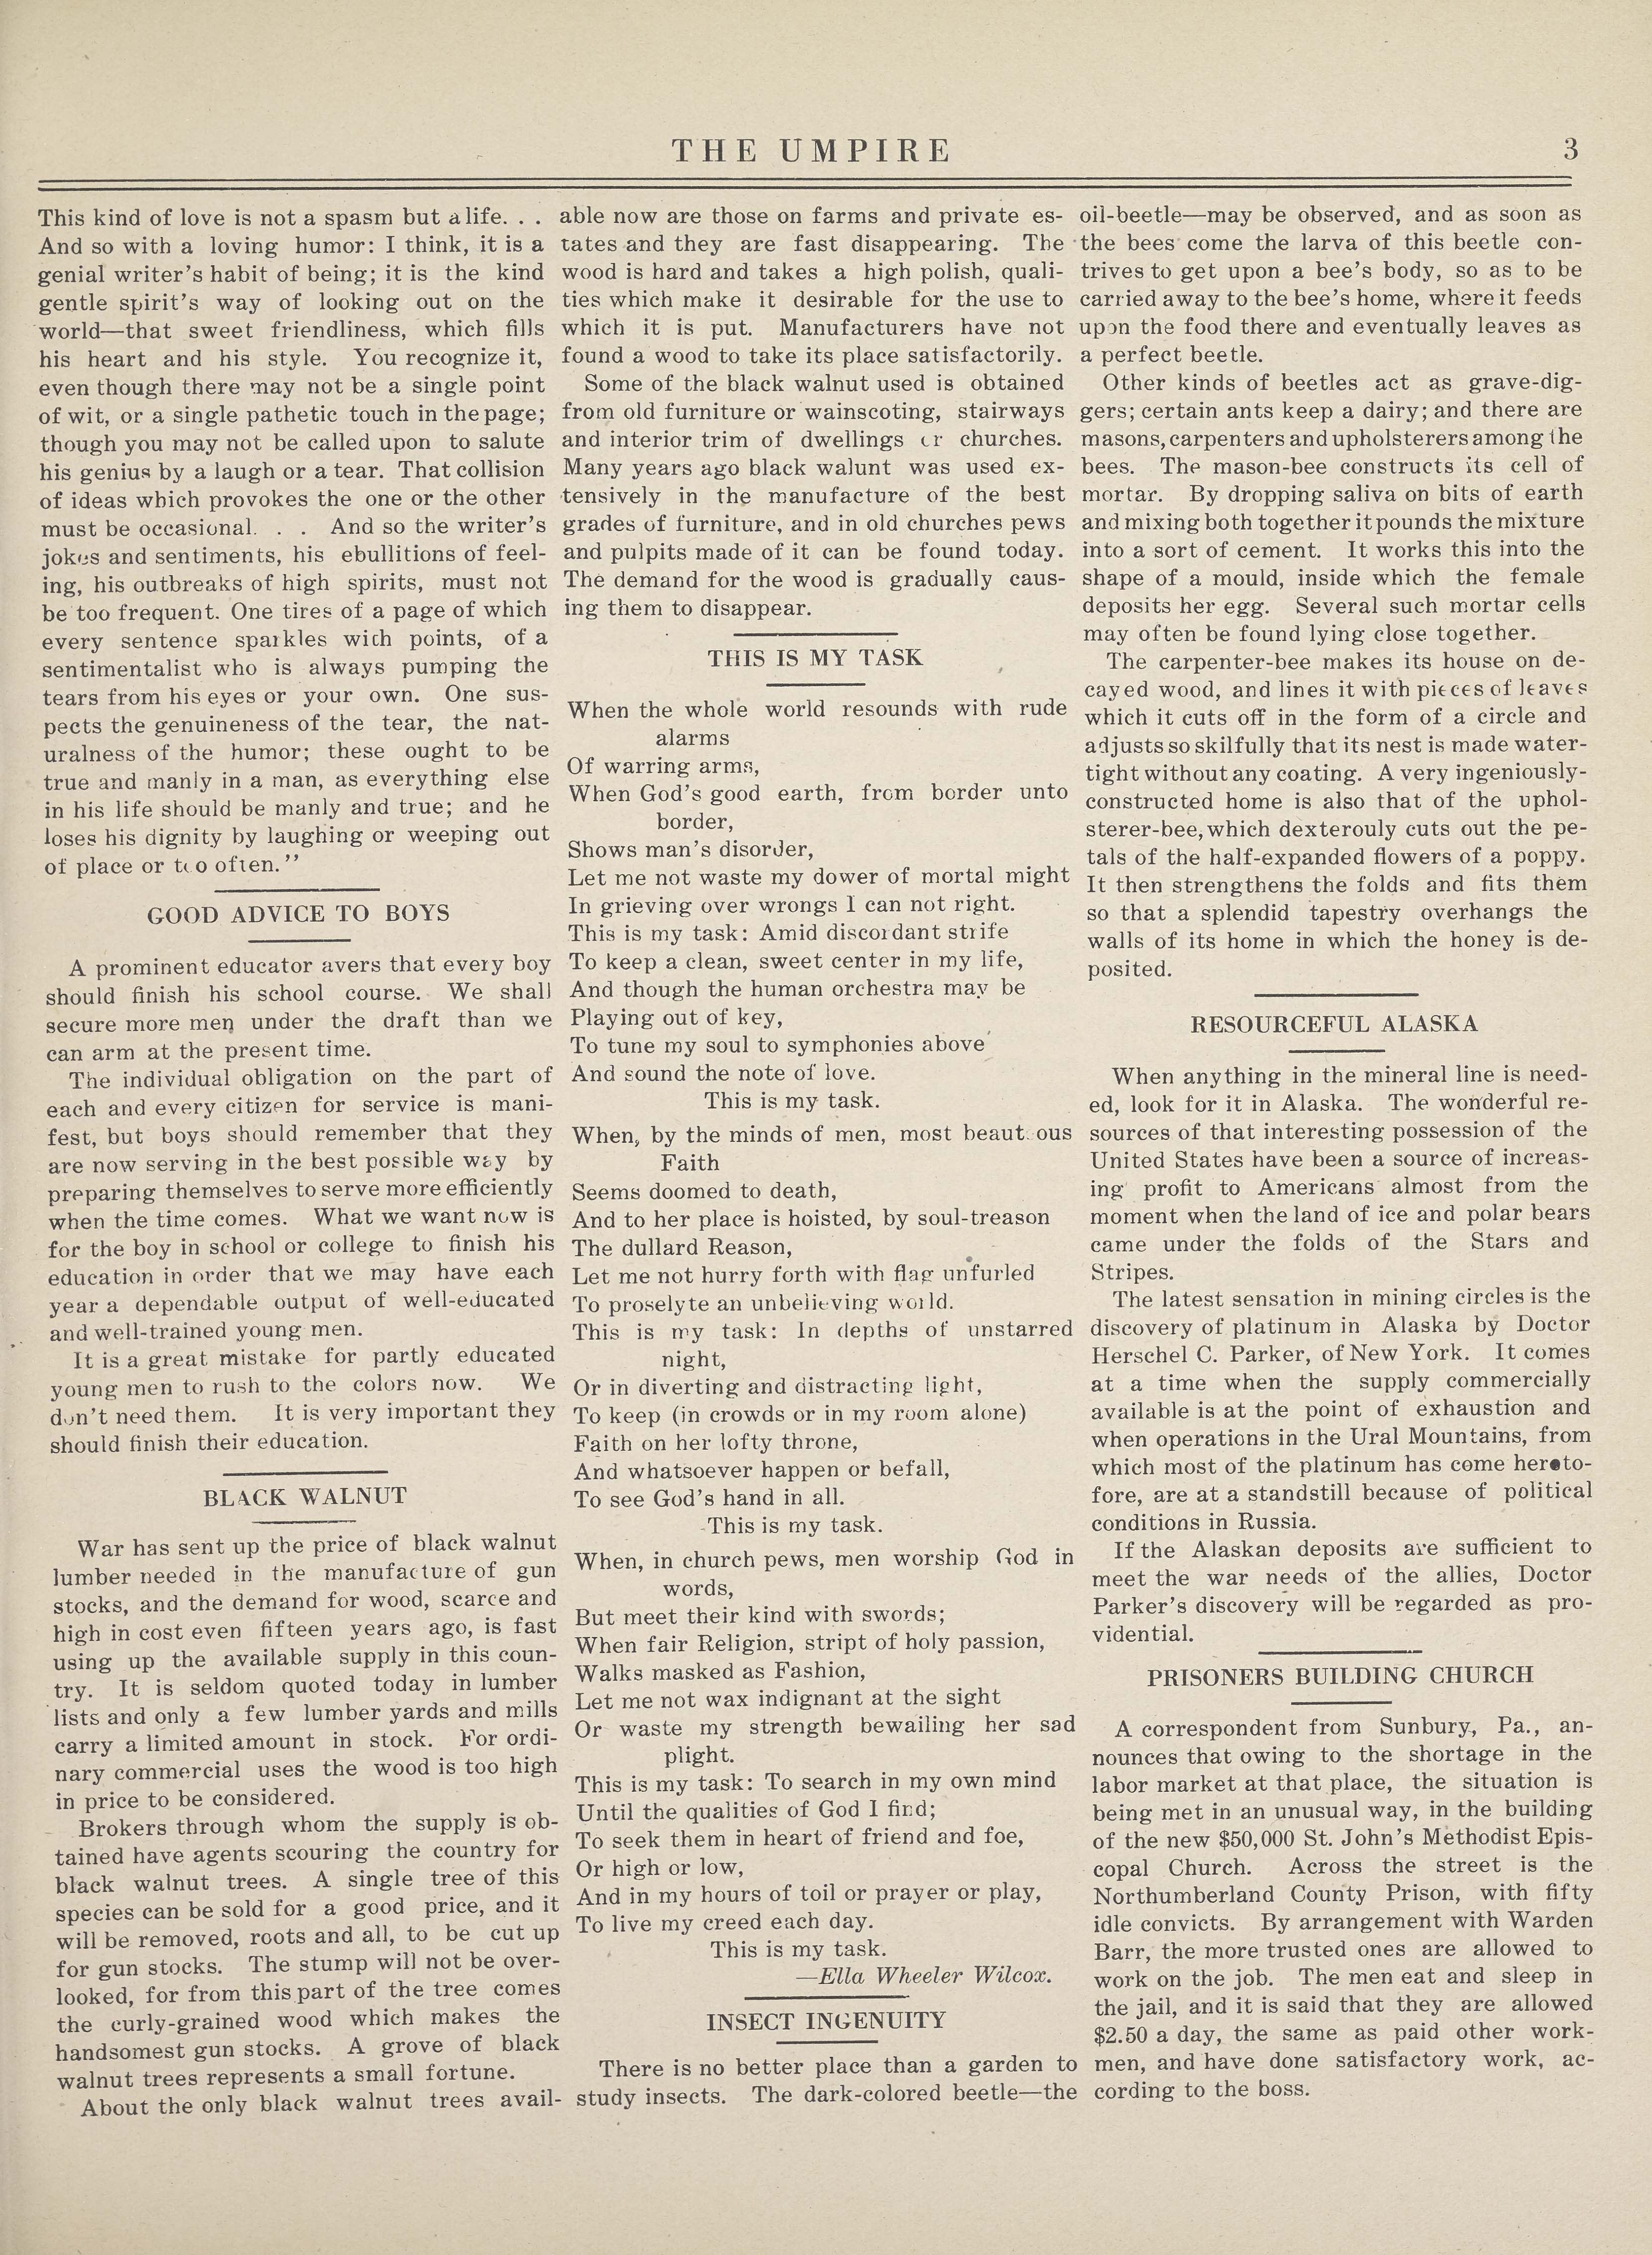 THE UMPIRE
3
This kind of love is not a spasm but a life. . .
And so with a loving humor: I think, it is a
genial writer's habit of being; it is the kind
gentle spirit's way of looking out on the
world—that sweet friendliness, which fills
his heart and his style. You recognize it,
even though there may not be a single point
of wit, or a single pathetic touch in the page;
though you may not be called upon to salute
his genius by a laugh or a tear. That collision
of ideas which provokes the one or the other
must be occasional. . . And so the writer's
jokes and sentiments, his ebullitions of feel-
ing, his outbreaks of high spirits, must not
be too frequent. One tires of a page of which
every sentence sparkles with points, of a
sentimentalist who is always pumping the
tears from his eyes or your own. One sus-
pects the genuineness of the tear, the nat-
uralness of the humor; these ought to be
true and manly in a man, as everything else
in his life should be manly and true; and he
loses his dignity by laughing or weeping out
of place or too often."
GOOD ADVICE TO BOYS
A prominent educator avers that every boy
should finish his school course. We shall
secure more men under the draft than we
can arm at the present time.
The individual obligation on the part of
each and every citizen for service is mani-
fest, but boys should remember that they
are now serving in the best possible way by
preparing themselves to serve more efficiently
when the time comes. What we want now is
for the boy in school or college to finish his
education in order that we may have each
year a dependable output of well-educated
and well-trained young men.
It is a great mistake for partly educated
young men to rush to the colors now. We
don't need them. It is very important they
should finish their education.
BLACK WALNUT
War has sent up the price of black walnut
lumber needed in the manufacture of gun
stocks, and the demand for wood, scarce and
high in cost even fifteen years ago, is fast
using up the available supply in this coun-
try. It is seldom quoted today in lumber
lists and only a few lumber yards and mills
carry a limited amount in stock. For ordi-
nary commercial uses the wood is too high
in price to be considered.
Brokers through whom the supply is ob-
tained have agents scouring the country for
black walnut trees. A single tree of this
species can be sold for a good price, and it
will be removed, roots and all, to be cut up
for gun stocks. The stump will not be over-
looked, for from this part of the tree comes
the curly-grained wood which makes the
handsomest gun stocks. A grove of black
walnut trees represents a small fortune.
About the only black walnut trees avail-
able now are those on farms and private es-
tates and they are fast disappearing. The
wood is hard and takes a high polish, quali-
ties which make it desirable for the use to
which it is put. Manufacturers have not
found a wood to take its place satisfactorily.
Some of the black walnut used is obtained
from old furniture or wainscoting, stairways
and interior trim of dwellings or churches.
Many years ago black walunt was used ex-
tensively in the manufacture of the best
grades of furniture, and in old churches pews
and pulpits made of it can be found today.
The demand for the wood is gradually caus-
ing them to disappear.
THIS IS MY TASK
When the whole world resounds with rude
alarms
Of warring arms,
When God's good earth, from border unto
border,
Shows man's disorder,
Let me not waste my dower of mortal might
In grieving over wrongs I can not right.
This is my task: Amid discordant strife
To keep a clean, sweet center in my life,
And though the human orchestra may be
Playing out of key,
To tune my soul to symphonies above
And sound the note of love.
This is my task.
When, by the minds of men, most beauteous
Faith
Seems doomed to death,
And to her place is hoisted, by soul-treason
The dullard Reason,
Let me not hurry forth with flag unfurled
To proselyte an unbelieving world.
This is my task: In depths of unstarred
night,
Or in diverting and distracting light,
To keep (in crowds or in my room alone)
Faith on her lofty throne,
And whatsoever happen or befall,
To see God's hand in all.
This is my task.
When, in church pews, men worship God in
words,
But meet their kind with swords;
When fair Religion, stript of holy passion,
Walks masked as Fashion,
Let me not wax indignant at the sight
Or waste my strength bewailing her sad
plight.
This is my task: To search in my own mind
Until the qualities of God I find;
To seek them in heart of friend and foe,
Or high or low,
And in my hours of toil or prayer or play,
To live my creed each day.
This is my task.
—Ella Wheeler Wilcox.
INSECT INGENUITY
There is no better place than a garden to
study insects. The dark-colored beetle—the
oil-beetle—may be observed, and as soon as
the bees come the larva of this beetle con-
trives to get upon a bee's body, so as to be
carried away to the bee's home, where it feeds
upon the food there and eventually leaves as
a perfect beetle.
Other kinds of beetles act as grave-dig-
gers; certain ants keep a dairy; and there are
masons, carpenters and upholsterers among the
bees. The mason-bee constructs its cell of
mortar. By dropping saliva on bits of earth
and mixing both together it pounds the mixture
into a sort of cement. It works this into the
shape of a mould, inside which the female
deposits her egg. Several such mortar cells
may often be found lying close together.
The carpenter-bee makes its house on de-
cayed wood, and lines it with pieces of leaves
which it cuts off in the form of a circle and
adjusts so skilfully that its nest is made water-
tight without any coating. A very ingeniously-
constructed home is also that of the uphol-
sterer-bee, which dexterouly cuts out the pe-
tals of the half-expanded flowers of a poppy.
It then strengthens the folds and fits them
so that a splendid tapestry overhangs the
walls of its home in which the honey is de-
posited.
RESOURCEFUL ALASKA
When anything in the mineral line is need-
ed, look for it in Alaska. The wonderful re-
sources of that interesting possession of the
United States have been a source of increas-
ing profit to Americans almost from the
moment when the land of ice and polar bears
came under the folds of the Stars and
Stripes.
The latest sensation in mining circles is the
discovery of platinum in Alaska by Doctor
Herschel C. Parker, of New York. It comes
at a time when the supply commercially
available is at the point of exhaustion and
when operations in the Ural Mountains, from
which most of the platinum has come hereto-
fore, are at a standstill because of political
conditions in Russia.
If the Alaskan deposits are sufficient to
meet the war needs of the allies, Doctor
Parker's discovery will be regarded as pro-
vidential.
PRISONERS BUILDING CHURCH
A correspondent from Sunbury, Pa., an-
nounces that owing to the shortage in the
labor market at that place, the situation is
being met in an unusual way, in the building
of the new $50,000 St. John's Methodist Epis-
copal Church. Across the street is the
Northumberland County Prison, with fifty
idle convicts. By arrangement with Warden
Barr, the more trusted ones are allowed to
work on the job. The men eat and sleep in
the jail, and it is said that they are allowed
$2.50 a day, the same as paid other work-
men, and have done satisfactory work, ac-
cording to the boss.